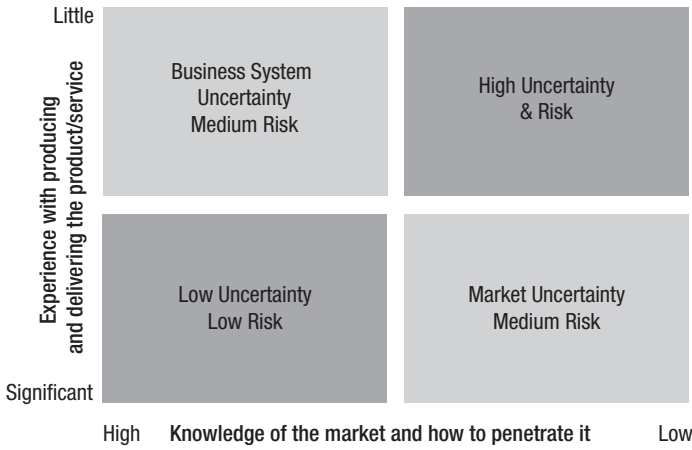 Little
Experience with producing
and delivering the product/service
Business System
Uncertainty
Medium Risk
High Uncertainty
& Risk
Low Uncertainty
Low Risk
Market Uncertainty
Medium Risk
Significant
High
Knowledge of the market and how to penetrate it
Low